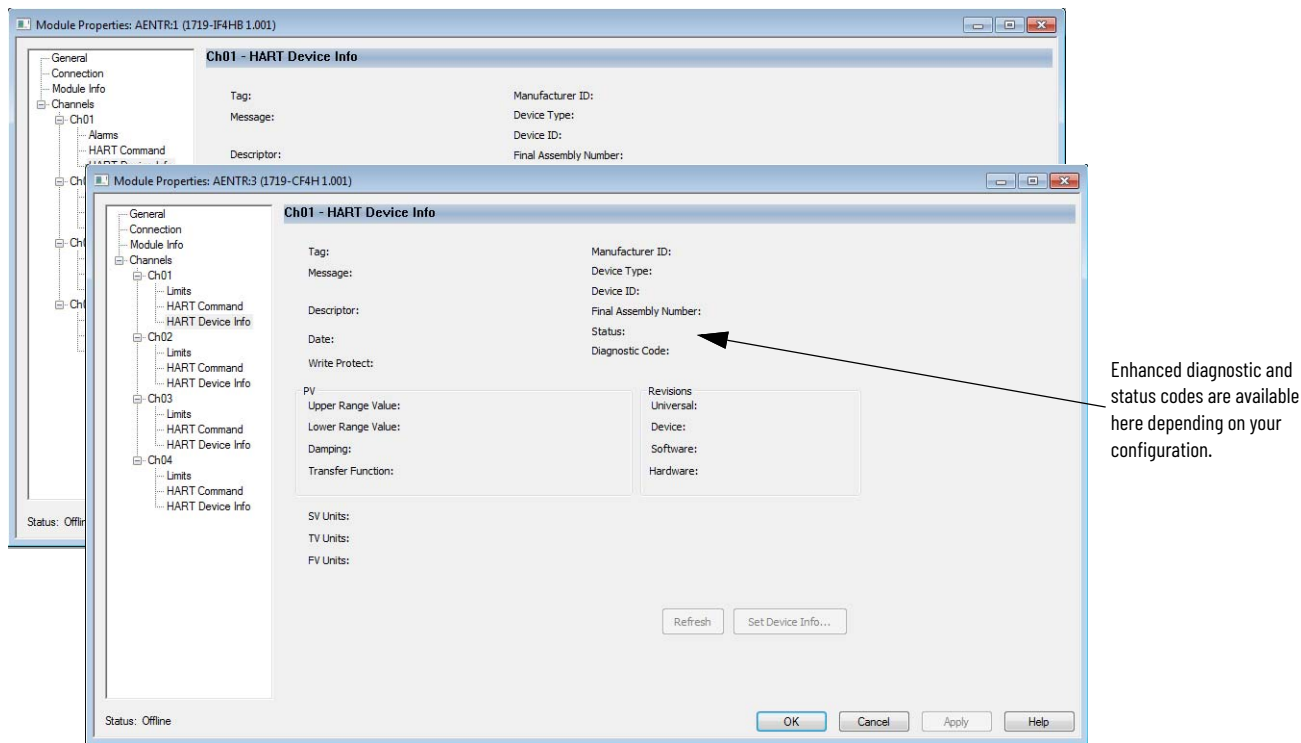 Module Properties: AENTR:1 (1719-IF4HB 1.001)
General
Connection
Module Info
Channels
Ch01
Alarms
HART Command
HART Device Info
Ch01 - HART Device Info
Tag:
Message:
Descriptor:
Manufacturer ID:
Device Type:
Device ID:
Final Assembly Number:
Module Properties: AENTR:3 (1719-CF4H 1.001)
General
Connection
Module Info
Channels
Ch01
Limits
HART Command
HART Device Info
Ch02
Limits
HART Command
HART Device Info
Ch03
Limits
HART Command
HART Device Info
Ch04
Limits
HART Command
HART Device Info
Ch01 - HART Device Info
Tag:
Message:
Descriptor:
Date:
Write Protect:
Manufacturer ID:
Device Type:
Device ID:
Final Assembly Number:
Status:
Diagnostic Code:
PV
Upper Range Value:
Lower Range Value:
Damping:
Transfer Function:
Revisions
Universal:
Device:
Software:
Hardware:
SV Units:
TV Units:
FV Units:
Refresh
Set Device Info...
Status: Offline
OK
Cancel
Apply
Help
Enhanced diagnostic and
status codes are available
here depending on your
configuration.